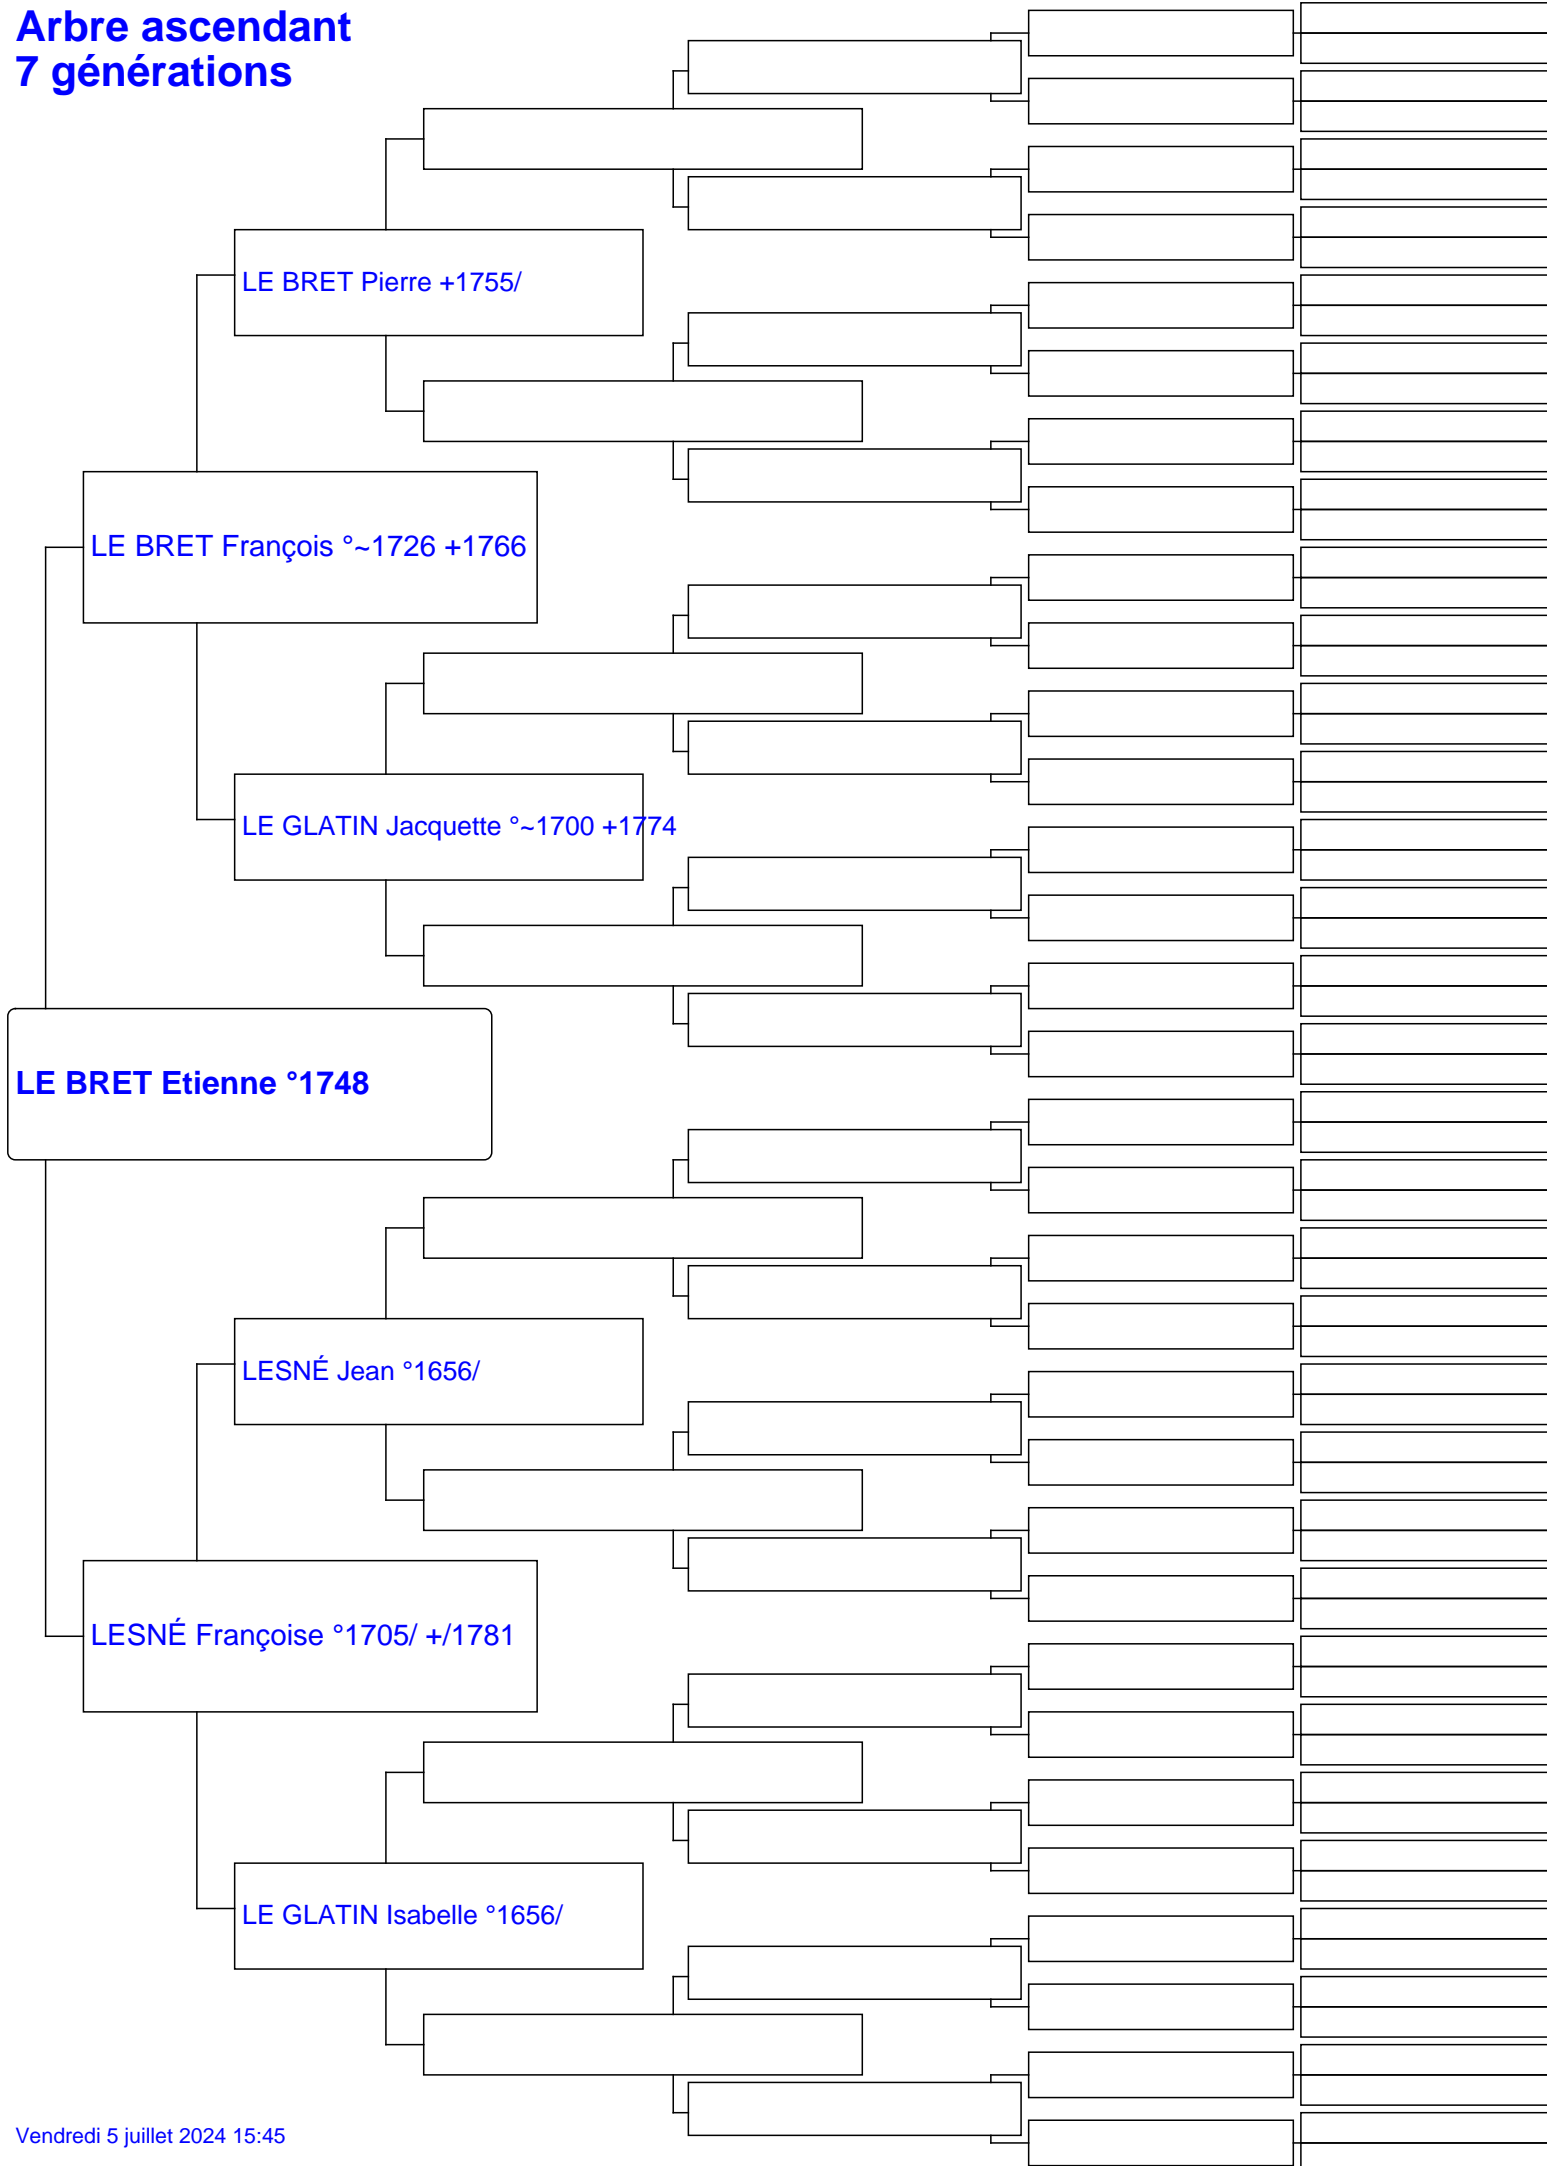 Arbre ascendant
7 générations
LE BRET Pierre +1755/
LE BRET François °~1726 +1766
LE GLATIN Jacquette °~1700 +1774
LE BRET Etienne °1748
LESNÉ Jean °1656/
LESNÉ Françoise °1705/ +/1781
LE GLATIN Isabelle °1656/
Vendredi 5 juillet 2024 15:45